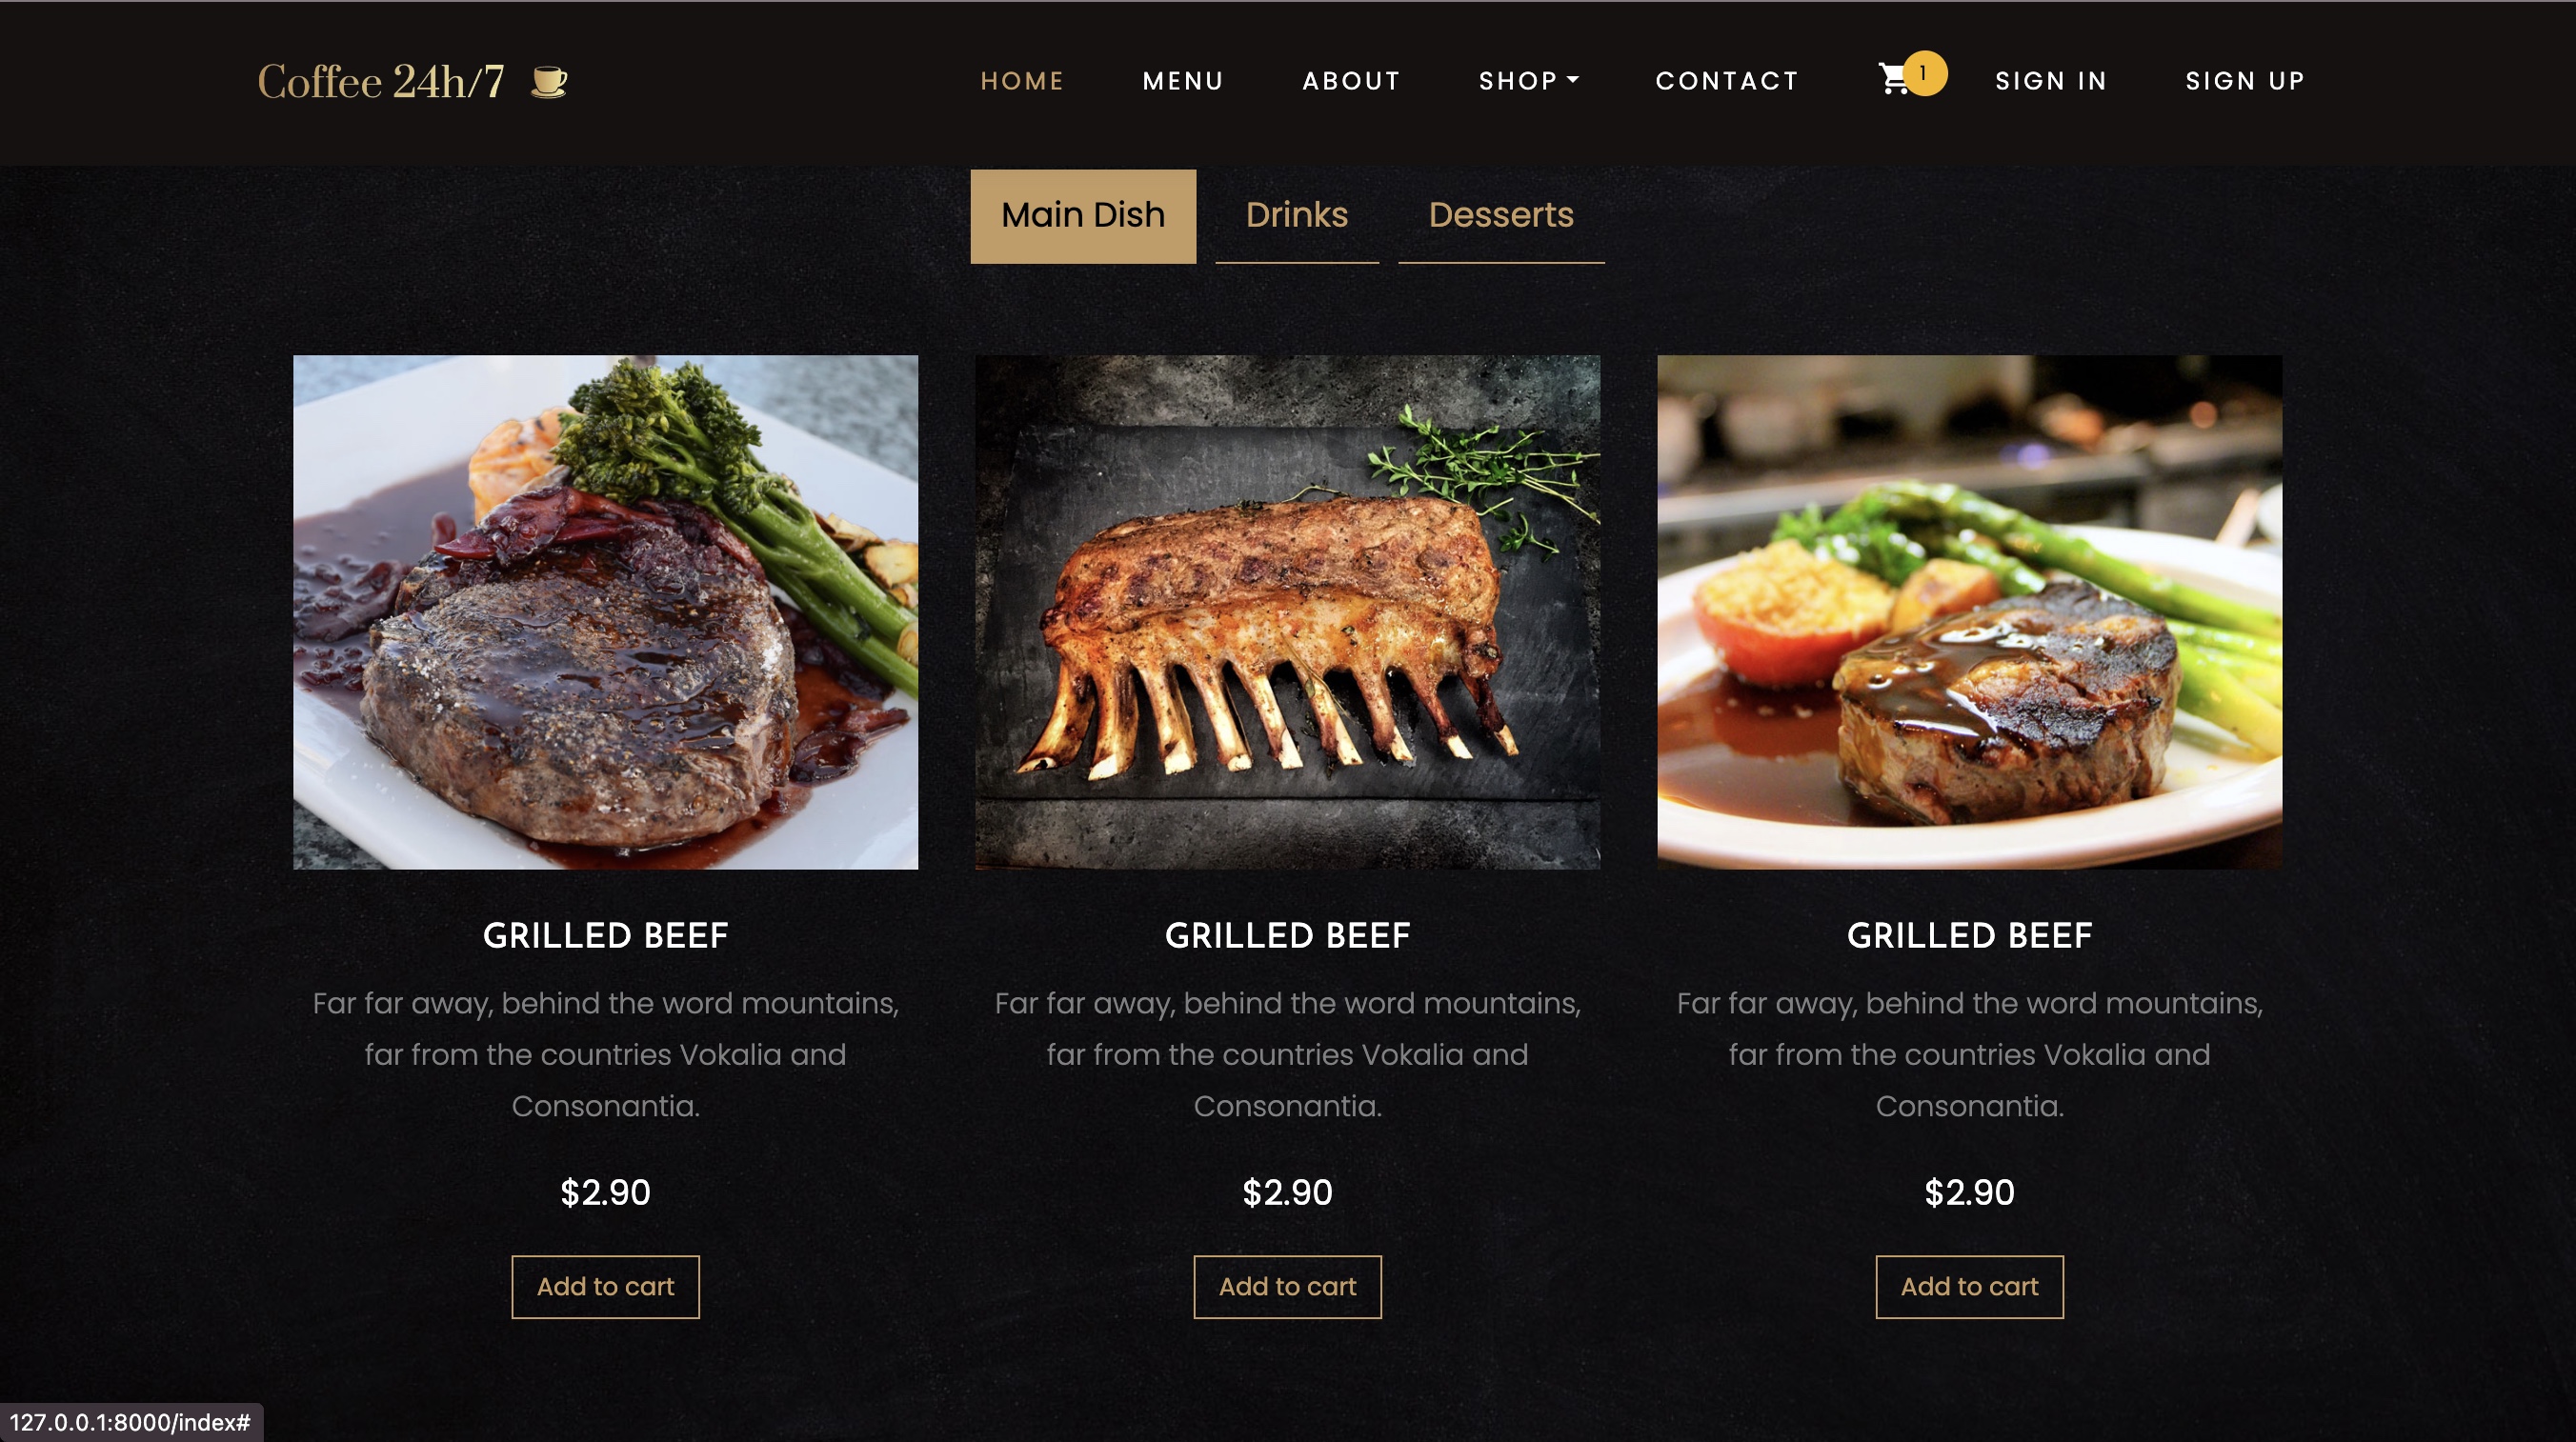 Coffee 24h/7
HOME MENU ABOUT SHOP CONTACT 1 SIGN IN SIGN UP
Main Dish Drinks Desserts
GRILLED BEEF
Far far away, behind the word mountains,
far from the countries Vokalia and
Consonantia.
$2.90
Add to cart
GRILLED BEEF
Far far away, behind the word mountains,
far from the countries Vokalia and
Consonantia.
$2.90
Add to cart
GRILLED BEEF
Far far away, behind the word mountains,
far from the countries Vokalia and
Consonantia.
$2.90
Add to cart
127.0.0.1:8000/index#